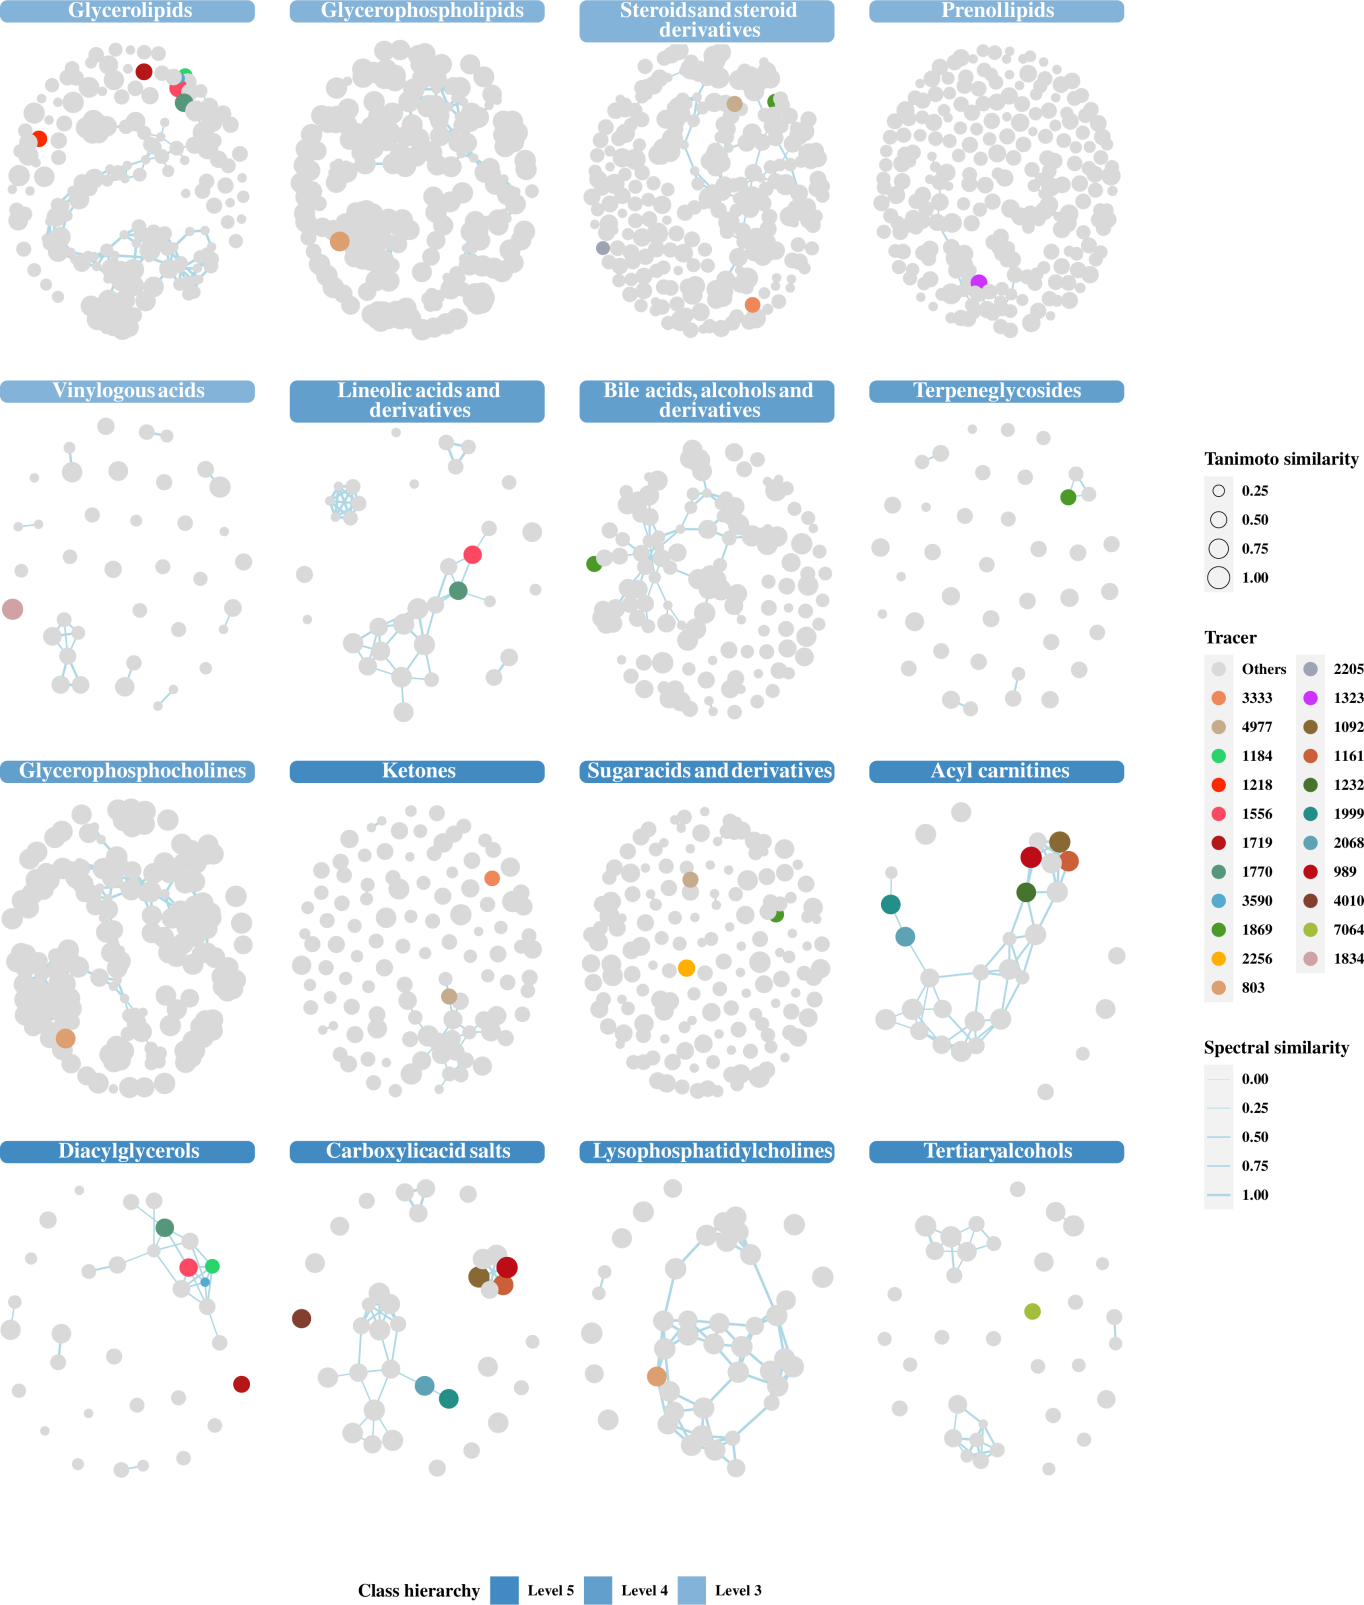 Glycerolipids
Glycerophospholipids
Steroidsand steroid
derivatives
Prenollipids
Vinylogous acids
Lineolic acids and
derivatives
Bile acids, alcohols and
derivatives
Terpeneglycosides
Glycerophosphocholines
Ketones
Sugaracids and derivatives
Acyl carnitines
Diacylglycerols
Carboxylicacid salts
Lysophosphatidylcholines
Tertiaryalcohols
Tanimoto similarity
0.25
0.50
0.75
1.00
Tracer
Others
3333
4977
1184
1218
1556
1719
1770
3590
1869
2256
803
2205
1323
1092
1161
1232
1999
2068
989
4010
7064
1834
Spectral similarity
0.00
0.25
0.50
0.75
1.00
Class hierarchy
Level 5
Level 4
Level 3